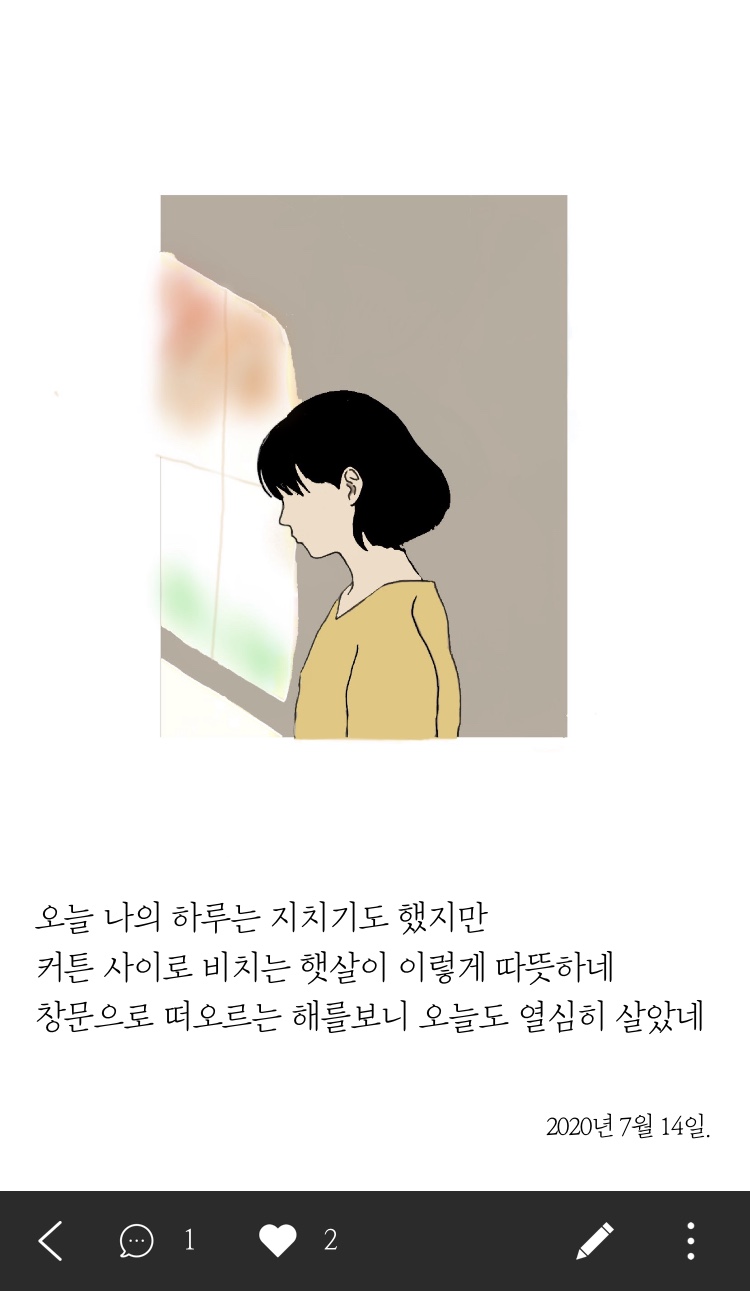 오늘 나의 하루는 지치기도 했지만
커튼 사이로 비치는 햇살이 이렇게 따뜻하네
창문으로 떠오르는 해를보니 오늘도 열심히 살았네
2020년 7월 14일.
1 2